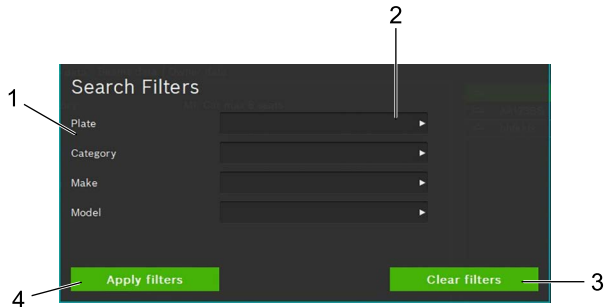 2
Search Filters
1
Plate
Category
Make
Model
Apply filters
Clear filters
3
4